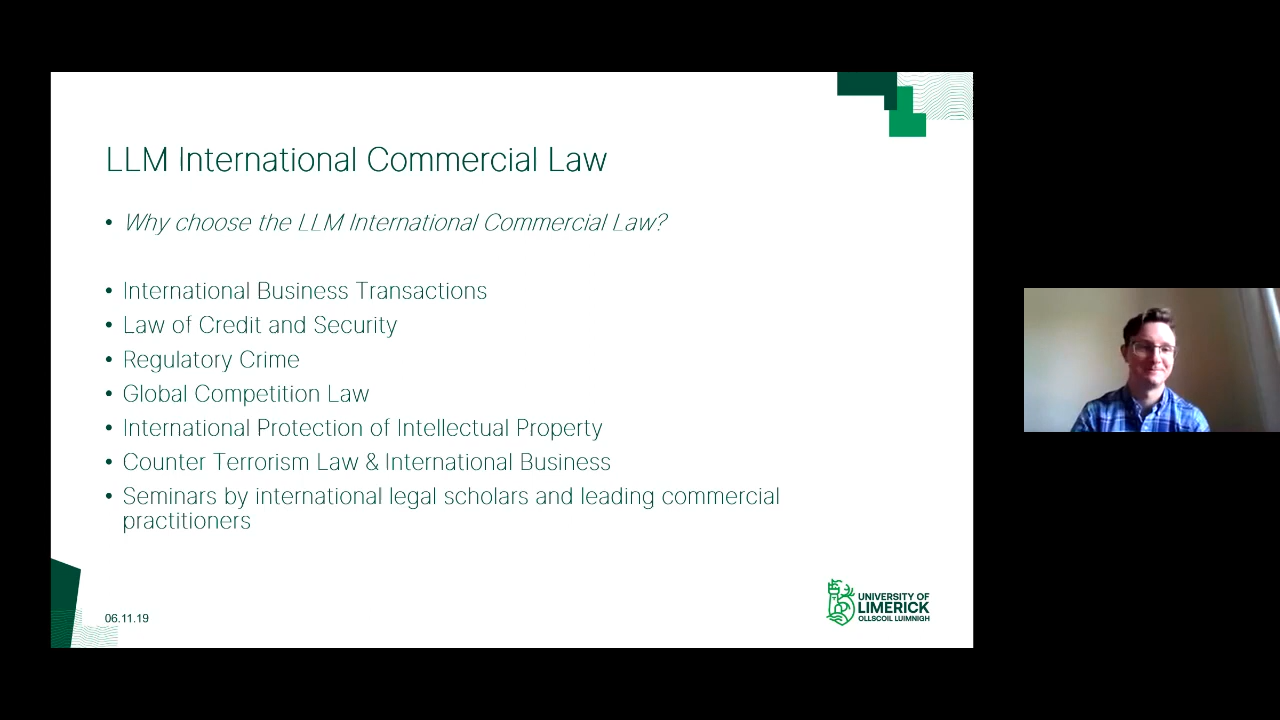 LLM International Commercial Law
• Why choose the LLM International Commercial Law?
• International Business Transactions
• Law of Credit and Security
• Regulatory Crime
• Global Competition Law
• International Protection of Intellectual Property
• Counter Terrorism Law & International Business
• Seminars by international legal scholars and leading commercial
practitioners
06.11.19
UNIVERSITY OF
LIMERICK
OLLSCOIL LUIMNIGH